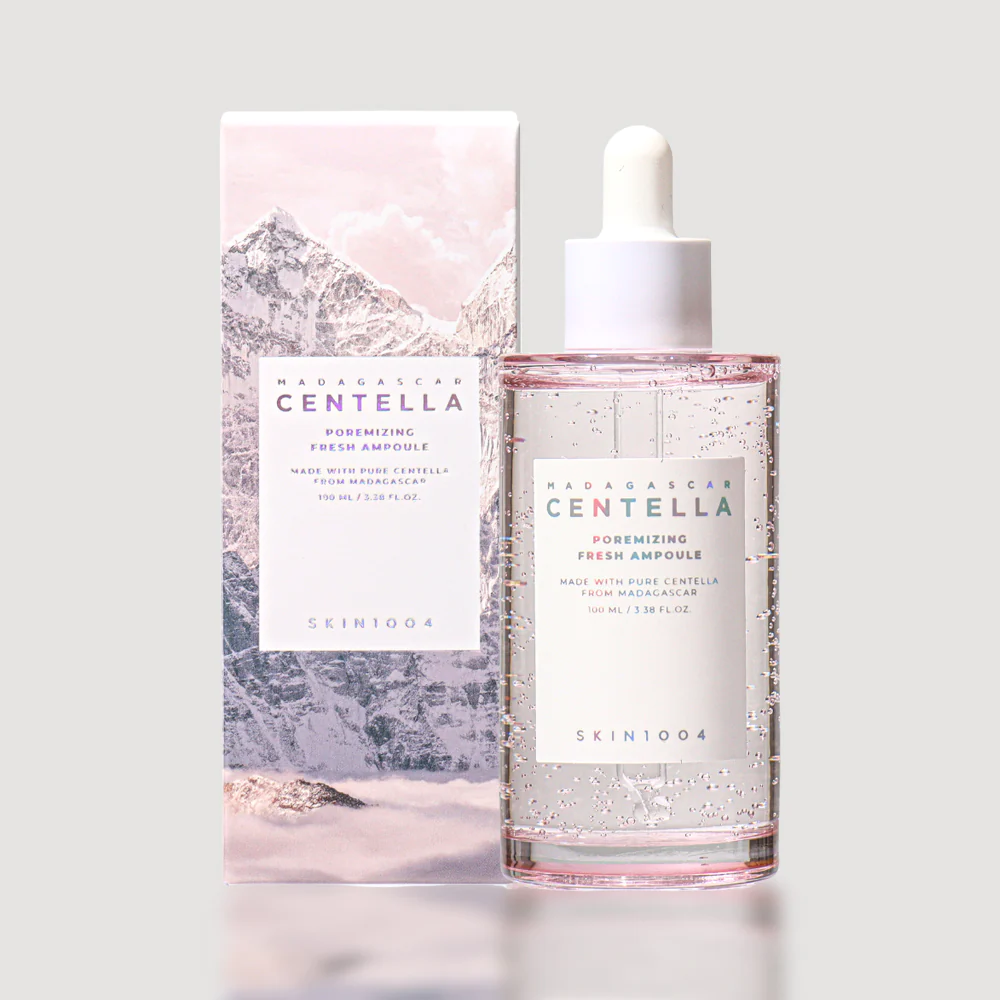 MADAGASCAR
CENTELLA
POREMIZING
FRESH AMPOULE
MADE WITH PURE CENTELLA
FROM MADAGASCAR
100 ML / 3.38 FL.OZ.
SKIN1004
MADAGASCAR
CENTELLA
POREMIZING
FRESH AMPOULE
MADE WITH PURE CENTELLA
FROM MADAGASCAR
100 ML / 3.38 FL.OZ.
SKIN1004